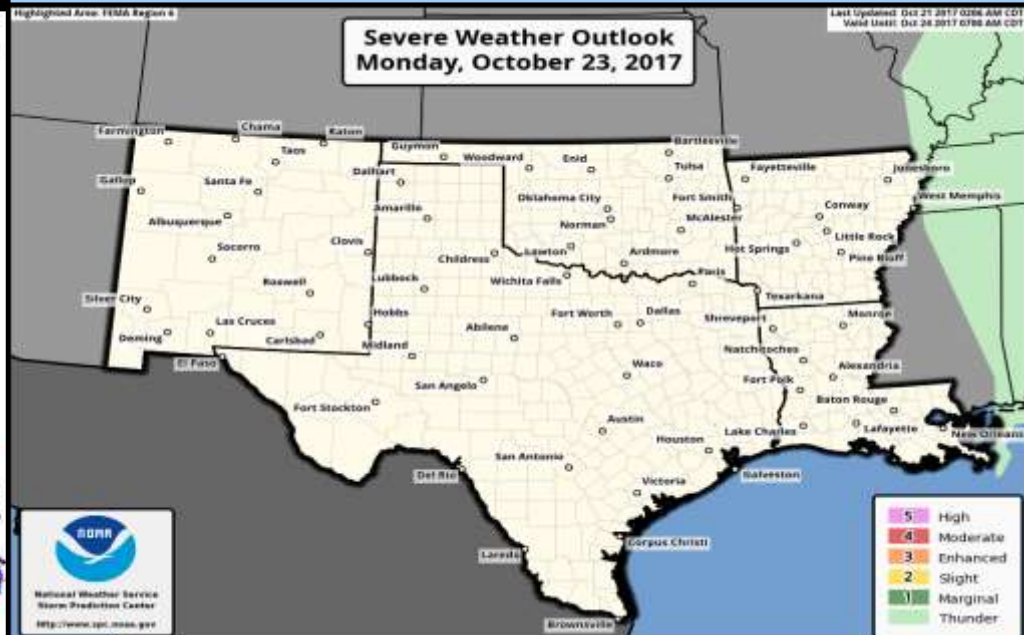 Highlighted Area: FEMA Region 6
Last Updated: Oct 21 2017 0206 AM CDT
Valid Until: Oct 24 2017 0700 AM CDT
Severe Weather Outlook
Monday, October 23, 2017
Farmington
Chama
Raton
Taos
Guymon
Woodward
Enid
Bartlesville
Tulsa
Fayetteville
Jonesboro
Gallup
Santa Fe
Dalhart
Oklahoma City
Fort Smith
Conway
West Memphis
Albuquerque
Amarillo
Norman
McAlester
Little Rock
Socorro
Clovis
Childress
Lawton
Ardmore
Hot Springs
Pine Bluff
Roswell
Lubbock
Wichita Falls
Paris
Texarkana
Silver City
Las Cruces
Hobbs
Fort Worth
Dallas
Shreveport
Monroe
Deming
Carlsbad
Midland
Abilene
Natchitoches
El Paso
San Angelo
Waco
Fort Polk
Alexandria
Fort Stockton
Austin
Baton Rouge
Houston
Lake Charles
Lafayette
New Orleans
Del Rio
San Antonio
Victoria
Galveston
Laredo
Corpus Christi
Brownsville
NOAA
National Weather Service
Storm Prediction Center
http://www.spc.noaa.gov
5 High
4 Moderate
3 Enhanced
2 Slight
1 Marginal
Thunder